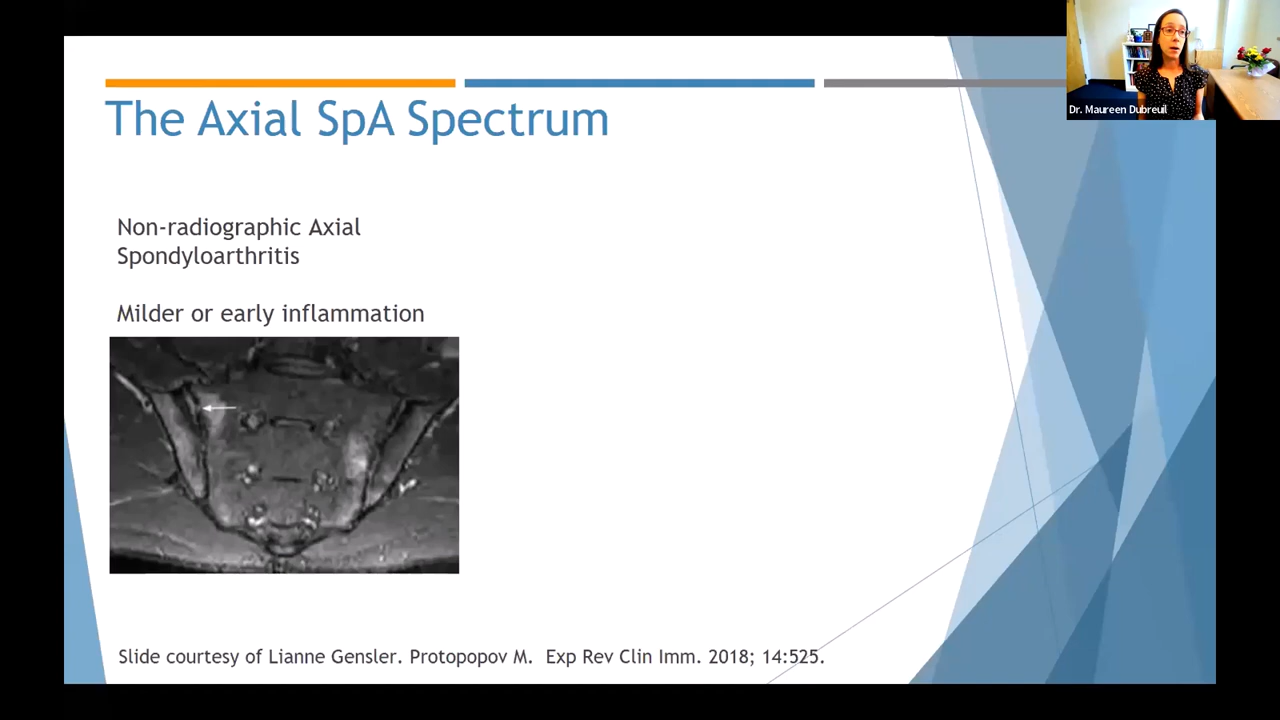 The Axial SpA Spectrum
Dr. Maureen Dubreuil
Non-radiographic Axial
Spondyloarthritis
Milder or early inflammation
Slide courtesy of Lianne Gensler. Protopopov M.  Exp Rev Clin Imm. 2018; 14:525.